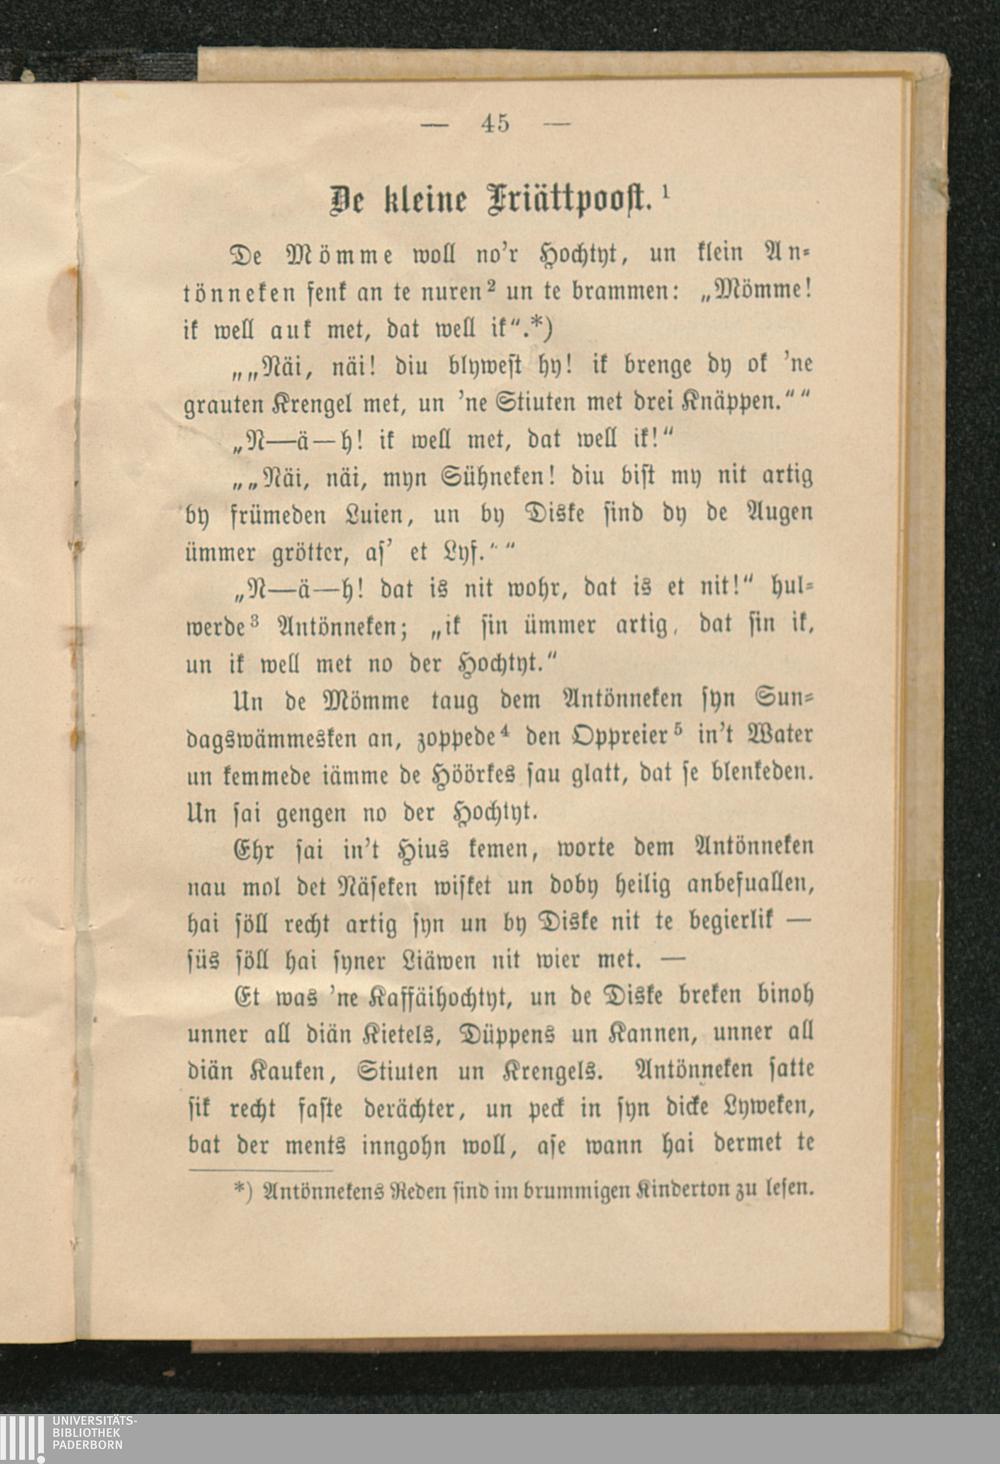 — 45 —
De kleine Friättpoost. ¹
De Mömme woll no'r Hochtyt, un klein An-
tönneken fenk an te nuren² un te brammen: „Mömme!
ik well auk met, dat well ik“.*)
„„Näi, näi! diu blywest hy! ik brenge dy ok 'ne
grauten Krengel met, un 'ne Stiuten met drei Knäppen.““
„N—ä—h! ik well met, dat well ik!“
„„Näi, näi, myn Sühneken! diu bist my nit artig
by frümeden Luien, un by Diske sind dy de Augen
ümmer grötter, as' et Lyf.““
„N—ä—h! dat is nit wohr, dat is et nit!“ hul-
werde³ Antönneken; „ik sin ümmer artig, dat sin ik,
un ik well met no der Hochtyt.“
Un de Mömme taug dem Antönneken syn Sun-
dagswämmesken an, zoppede⁴ den Oppreier⁵ in't Water
un kemmede iämme de Höörkes sau glatt, dat se blenkeden.
Un sai gengen no der Hochtyt.
Ehr sai in't Hius kemen, worte dem Antönneken
nau mol det Näseken wisket un doby heilig anbefuallen,
hai söll recht artig syn un by Diske nit te begierlik —
süs söll hai syner Liäwen nit wier met. —
Et was 'ne Kaffäihochtyt, un de Diske breken binoh
unner all diän Kietels, Düppens un Kannen, unner all
diän Kauken, Stiuten un Krengels. Antönneken satte
sik recht faste derächter, un peck in syn dicke Lyweken,
bat der ments inngohn woll, ase wann hai dermet te
*) Antönnekens Reden sind im brummigen Kinderton zu lesen.
UNIVERSITÄTS-
BIBLIOTHEK
PADERBORN